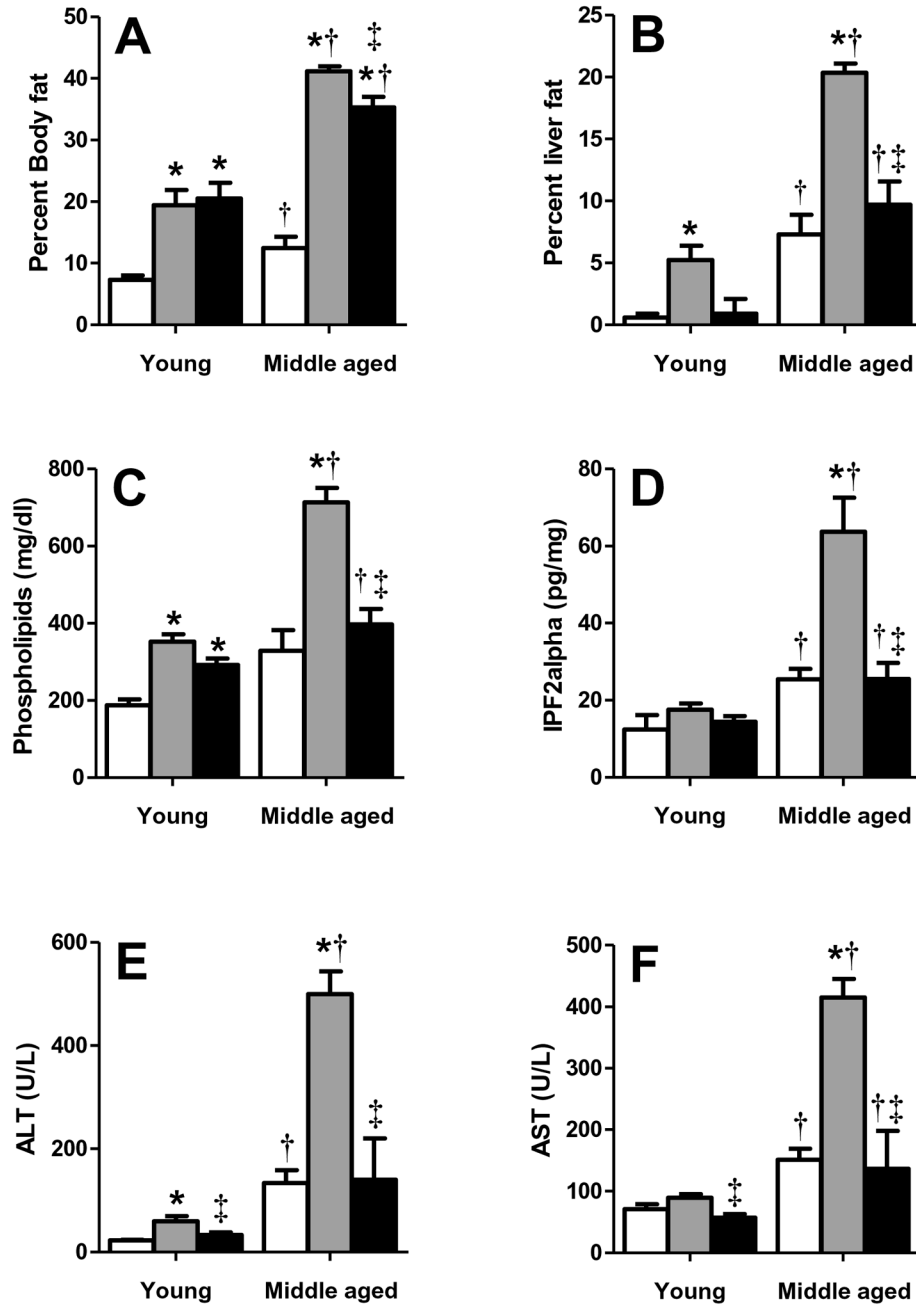 A
Percent Body fat
50
40
30
20
10
0
*
*
†
*†
‡
*†
Young
Middle aged
B
Percent liver fat
25
20
15
10
5
0
*
†
*†
†‡
Young
Middle aged
C
Phospholipids (mg/dl)
800
600
400
200
0
*
*
*†
†‡
Young
Middle aged
D
IPF2alpha (pg/mg)
80
60
40
20
0
†
*†
†‡
Young
Middle aged
E
ALT (U/L)
600
400
200
0
*
‡
†
*†
‡
Young
Middle aged
F
AST (U/L)
500
400
300
200
100
0
‡
†
*†
†‡
Young
Middle aged